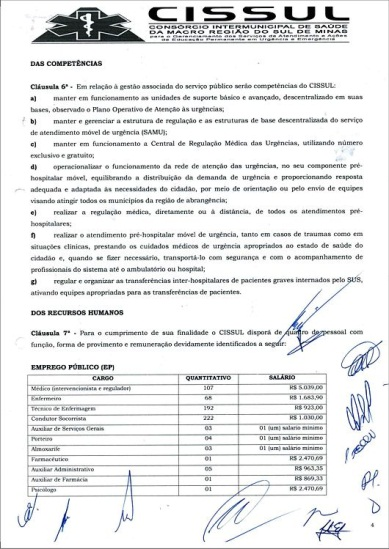 CISSUL
CONSÓRCIO INTERMUNICIPAL DE SAÚDE
DA MACRO REGIÃO DO SUL DE MINAS
para o Gerenciamento dos Serviços de Atendimento e Ações
de Educação Permanente em Urgência e Emergência
DAS COMPETÊNCIAS
Cláusula 6ª - Em relação à gestão associada do serviço público serão competências do CISSUL:
a) manter em funcionamento as unidades de suporte básico e avançado, descentralizado em suas
bases, observado o Plano Operativo de Atenção às urgências;
b) manter e gerenciar a estrutura de regulação e as estruturas de base descentralizada do serviço
de atendimento móvel de urgência (SAMU);
c) manter em funcionamento a Central de Regulação Médica das Urgências, utilizando número
exclusivo e gratuito;
d) operacionalizar o funcionamento da rede de atenção das urgências, no seu componente pré-
hospitalar móvel, equilibrando a distribuição da demanda de urgência e proporcionando resposta
adequada e adaptada às necessidades do cidadão, por meio de orientação ou pelo envio de equipes
visando atingir todos os municípios da região de abrangência;
e) realizar a regulação médica, diretamente ou à distância, de todos os atendimentos pré-
hospitalares;
f) realizar o atendimento pré-hospitalar móvel de urgência, tanto em casos de traumas como em
situações clínicas, prestando os cuidados médicos de urgência apropriados ao estado de saúde do
cidadão e, quando se fizer necessário, transportá-lo com segurança e com o acompanhamento de
profissionais do sistema até o ambulatório ou hospital;
g) regular e organizar as transferências inter-hospitalares de pacientes graves internados pelo SUS,
ativando equipes apropriadas para as transferências de pacientes.
DOS RECURSOS HUMANOS
Cláusula 7ª - Para o cumprimento de sua finalidade o CISSUL disporá de quadro de pessoal com
função, forma de provimento e remuneração devidamente identificados a seguir:
EMPREGO PÚBLICO (EP)
CARGO QUANTITATIVO SALÁRIO
Médico (intervencionista e regulador) 107 R$ 5.039,00
Enfermeiro 68 R$ 1.683,90
Técnico de Enfermagem 192 R$ 923,00
Condutor Socorrista 222 R$ 1.030,00
Auxiliar de Serviços Gerais 03 01 (um) salário mínimo
Porteiro 04 01 (um) salário mínimo
Almoxarife 03 01 (um) salário mínimo
Farmacêutico 01 R$ 2.470,69
Auxiliar Administrativo 05 R$ 963,35
Auxiliar de Farmácia 01 R$ 869,33
Psicólogo 01 R$ 2.470,69
4